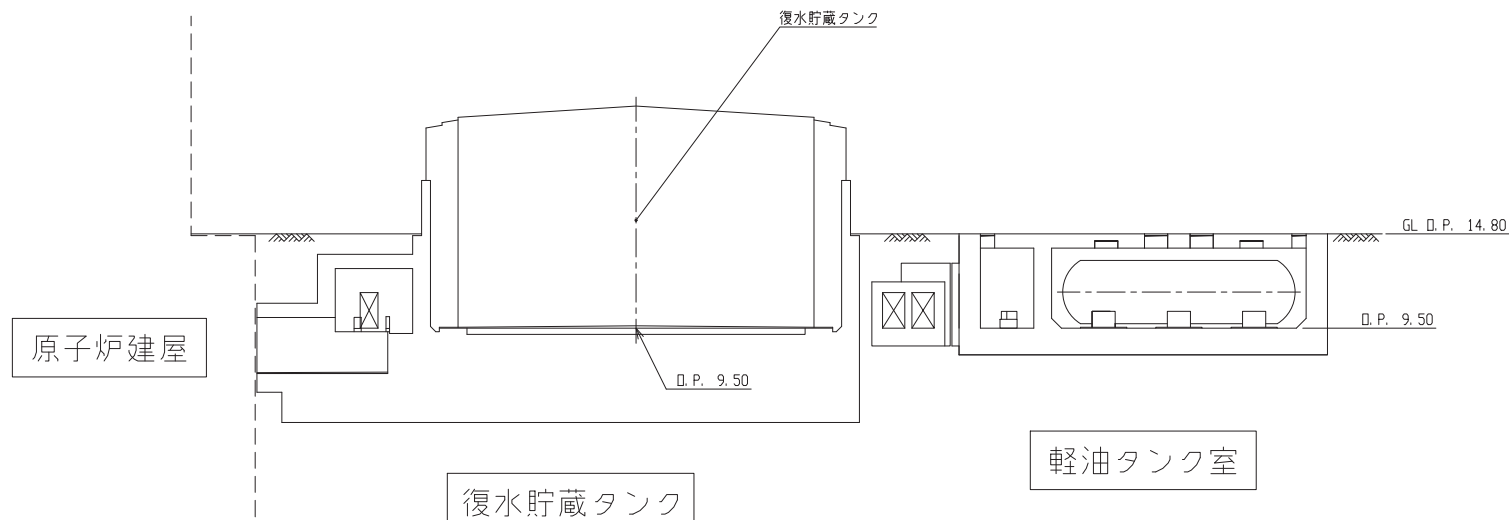 復水貯蔵タンク
GL O.P. 14.80
O.P. 9.50
原子炉建屋
O.P. 9.50
軽油タンク室
復水貯蔵タンク